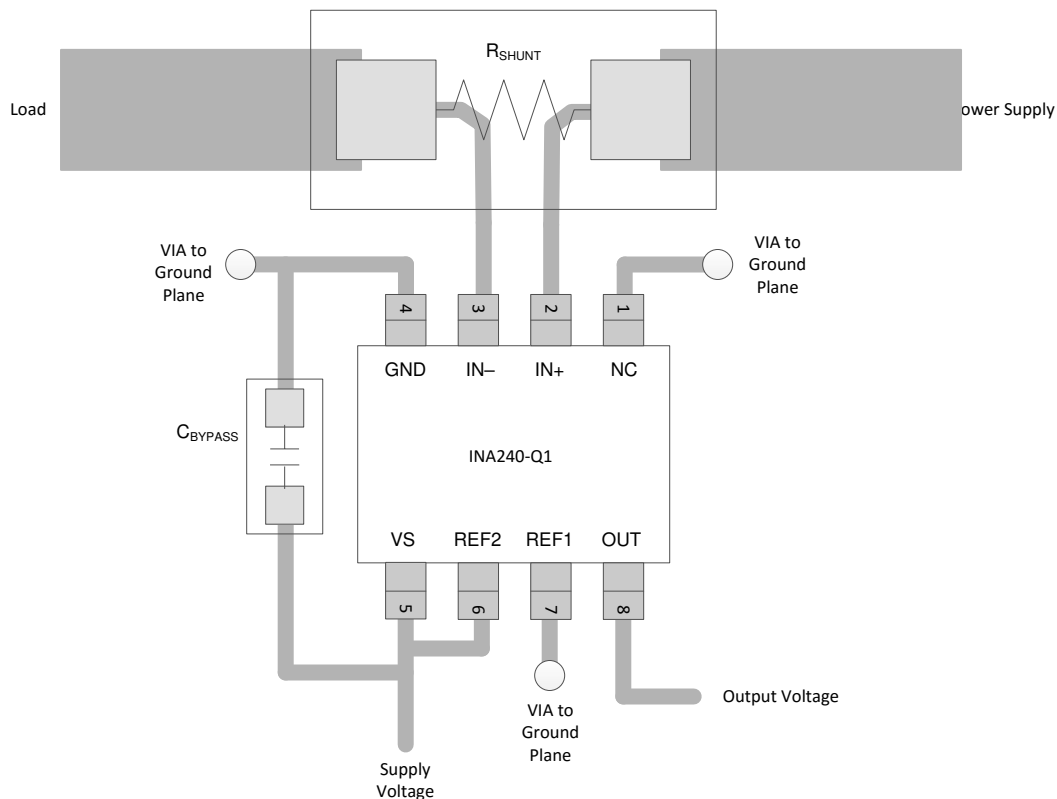 RSHUNT
Load
ower Supply
VIA to
Ground
Plane
VIA to
Ground
Plane
4
3
2
1
GND
IN–
IN+
NC
CBYPASS
INA240-Q1
VS
REF2
REF1
OUT
5
6
7
8
Output Voltage
VIA to
Ground
Plane
Supply
Voltage